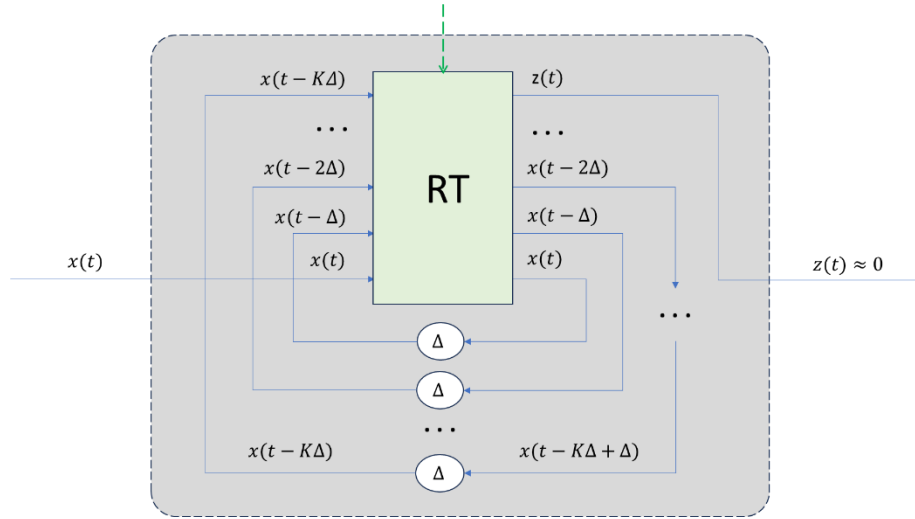 x(t − KΔ)
z(t)
...
...
x(t − 2Δ)
x(t − 2Δ)
RT
x(t − Δ)
x(t − Δ)
x(t)
x(t)
x(t)
z(t) ≈ 0
...
Δ
Δ
...
x(t − KΔ)
Δ
x(t − KΔ + Δ)